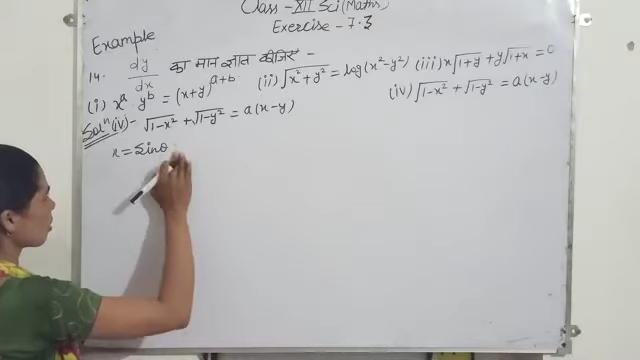 Class - XII Sci (Maths)
Exercise - 7.3
Example
14. dy/dx का मान ज्ञात कीजिए -
(i) x^a y^b = (x+y)^(a+b) (ii) √(x²+y²) = log(x²-y²) (iii) x√(1+y) + y√(1+x) = 0
(iv) √(1-x²) + √(1-y²) = a(x-y)
Solⁿ (iv) - √(1-x²) + √(1-y²) = a(x-y)
x = Sinθ